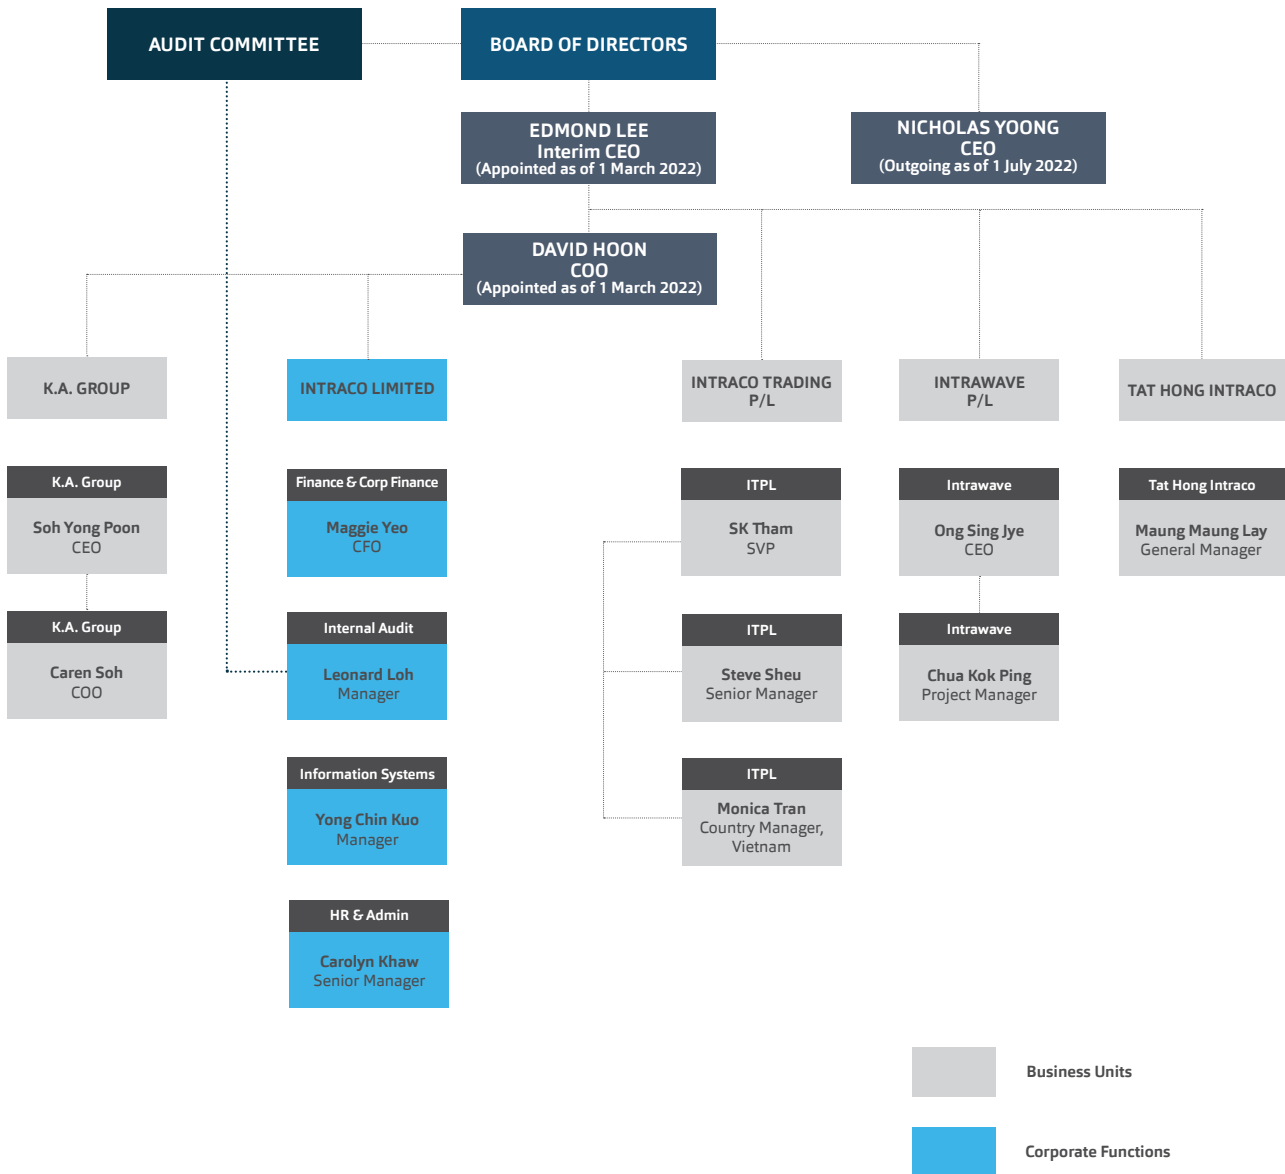 AUDIT COMMITTEE
BOARD OF DIRECTORS
EDMOND LEE
Interim CEO
(Appointed as of 1 March 2022)
NICHOLAS YOONG
CEO
(Outgoing as of 1 July 2022)
DAVID HOON
COO
(Appointed as of 1 March 2022)
K.A. GROUP
INTRACO LIMITED
INTRACO TRADING
P/L
INTRAWAVE
P/L
TAT HONG INTRACO
K.A. Group
Soh Yong Poon
CEO
K.A. Group
Caren Soh
COO
Finance & Corp Finance
Maggie Yeo
CFO
Internal Audit
Leonard Loh
Manager
Information Systems
Yong Chin Kuo
Manager
HR & Admin
Carolyn Khaw
Senior Manager
ITPL
SK Tham
SVP
ITPL
Steve Sheu
Senior Manager
ITPL
Monica Tran
Country Manager,
Vietnam
Intrawave
Ong Sing Jye
CEO
Intrawave
Chua Kok Ping
Project Manager
Tat Hong Intraco
Maung Maung Lay
General Manager
Business Units
Corporate Functions